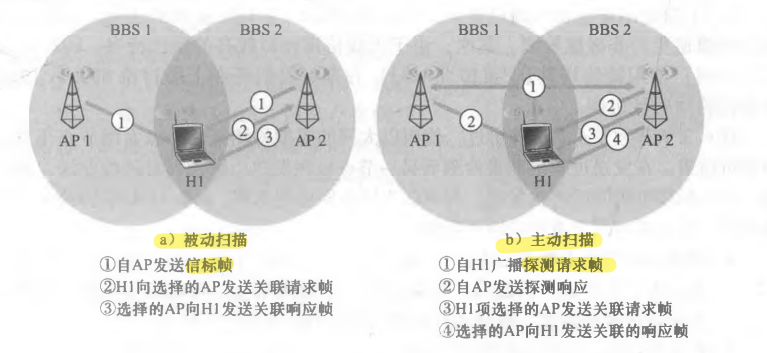 BBS 1
BBS 2
①
①
②
③
AP 1
AP 2
H1
a）被动扫描
①自AP发送信标帧
②H1向选择的AP发送关联请求帧
③选择的AP向H1发送关联响应帧
BBS 1
BBS 2
①
②
②
③
④
AP 1
AP 2
H1
b）主动扫描
①自H1广播探测请求帧
②自AP发送探测响应
③H1项选择的AP发送关联请求帧
④选择的AP向H1发送关联的响应帧